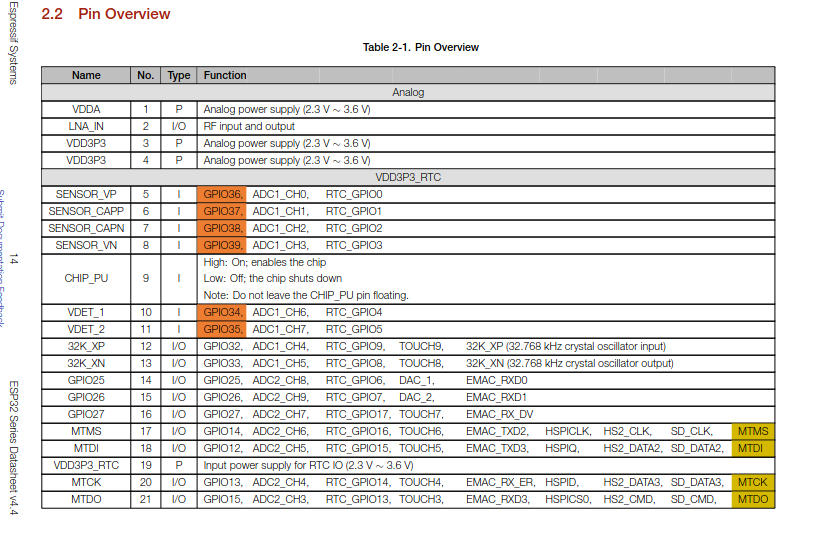 2.2 Pin Overview
Table 2-1. Pin Overview
Name No. Type Function
Analog
VDDA 1 P Analog power supply (2.3 V ∼ 3.6 V)
LNA_IN 2 I/O RF input and output
VDD3P3 3 P Analog power supply (2.3 V ∼ 3.6 V)
VDD3P3 4 P Analog power supply (2.3 V ∼ 3.6 V)
VDD3P3_RTC
SENSOR_VP 5 I GPIO36, ADC1_CH0, RTC_GPIO0
SENSOR_CAPP 6 I GPIO37, ADC1_CH1, RTC_GPIO1
SENSOR_CAPN 7 I GPIO38, ADC1_CH2, RTC_GPIO2
SENSOR_VN 8 I GPIO39, ADC1_CH3, RTC_GPIO3
CHIP_PU 9 I
High: On; enables the chip
Low: Off; the chip shuts down
Note: Do not leave the CHIP_PU pin floating.
VDET_1 10 I GPIO34, ADC1_CH6, RTC_GPIO4
VDET_2 11 I GPIO35, ADC1_CH7, RTC_GPIO5
32K_XP 12 I/O GPIO32, ADC1_CH4, RTC_GPIO9, TOUCH9, 32K_XP (32.768 kHz crystal oscillator input)
32K_XN 13 I/O GPIO33, ADC1_CH5, RTC_GPIO8, TOUCH8, 32K_XN (32.768 kHz crystal oscillator output)
GPIO25 14 I/O GPIO25, ADC2_CH8, RTC_GPIO6, DAC_1, EMAC_RXD0
GPIO26 15 I/O GPIO26, ADC2_CH9, RTC_GPIO7, DAC_2, EMAC_RXD1
GPIO27 16 I/O GPIO27, ADC2_CH7, RTC_GPIO17, TOUCH7, EMAC_RX_DV
MTMS 17 I/O GPIO14, ADC2_CH6, RTC_GPIO16, TOUCH6, EMAC_TXD2, HSPICLK, HS2_CLK, SD_CLK, MTMS
MTDI 18 I/O GPIO12, ADC2_CH5, RTC_GPIO15, TOUCH5, EMAC_TXD3, HSPIQ, HS2_DATA2, SD_DATA2, MTDI
VDD3P3_RTC 19 P Input power supply for RTC IO (2.3 V ∼ 3.6 V)
MTCK 20 I/O GPIO13, ADC2_CH4, RTC_GPIO14, TOUCH4, EMAC_RX_ER, HSPID, HS2_DATA3, SD_DATA3, MTCK
MTDO 21 I/O GPIO15, ADC2_CH3, RTC_GPIO13, TOUCH3, EMAC_RXD3, HSPICS0, HS2_CMD, SD_CMD, MTDO
Espressif Systems
14
Submit Documentation Feedback
ESP32 Series Datasheet v4.4